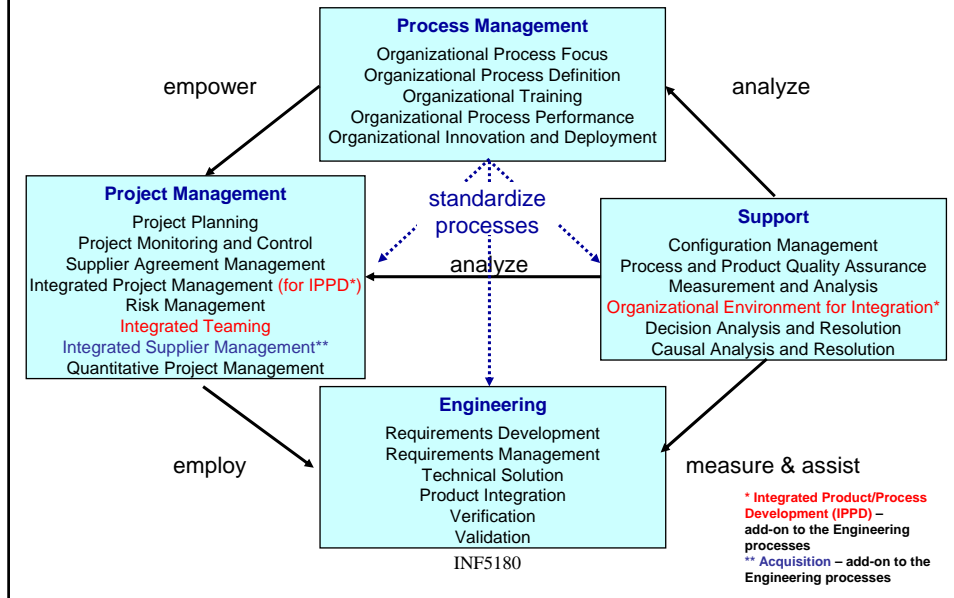 Process Management
Organizational Process Focus
Organizational Process Definition
Organizational Training
Organizational Process Performance
Organizational Innovation and Deployment
empower
analyze
Project Management
Project Planning
Project Monitoring and Control
Supplier Agreement Management
Integrated Project Management (for IPPD*)
Risk Management
Integrated Teaming
Integrated Supplier Management**
Quantitative Project Management
standardize
processes
analyze
Support
Configuration Management
Process and Product Quality Assurance
Measurement and Analysis
Organizational Environment for Integration*
Decision Analysis and Resolution
Causal Analysis and Resolution
employ
Engineering
Requirements Development
Requirements Management
Technical Solution
Product Integration
Verification
Validation
measure & assist
* Integrated Product/Process
Development (IPPD) –
add-on to the Engineering
processes
** Acquisition – add-on to the
Engineering processes
INF5180